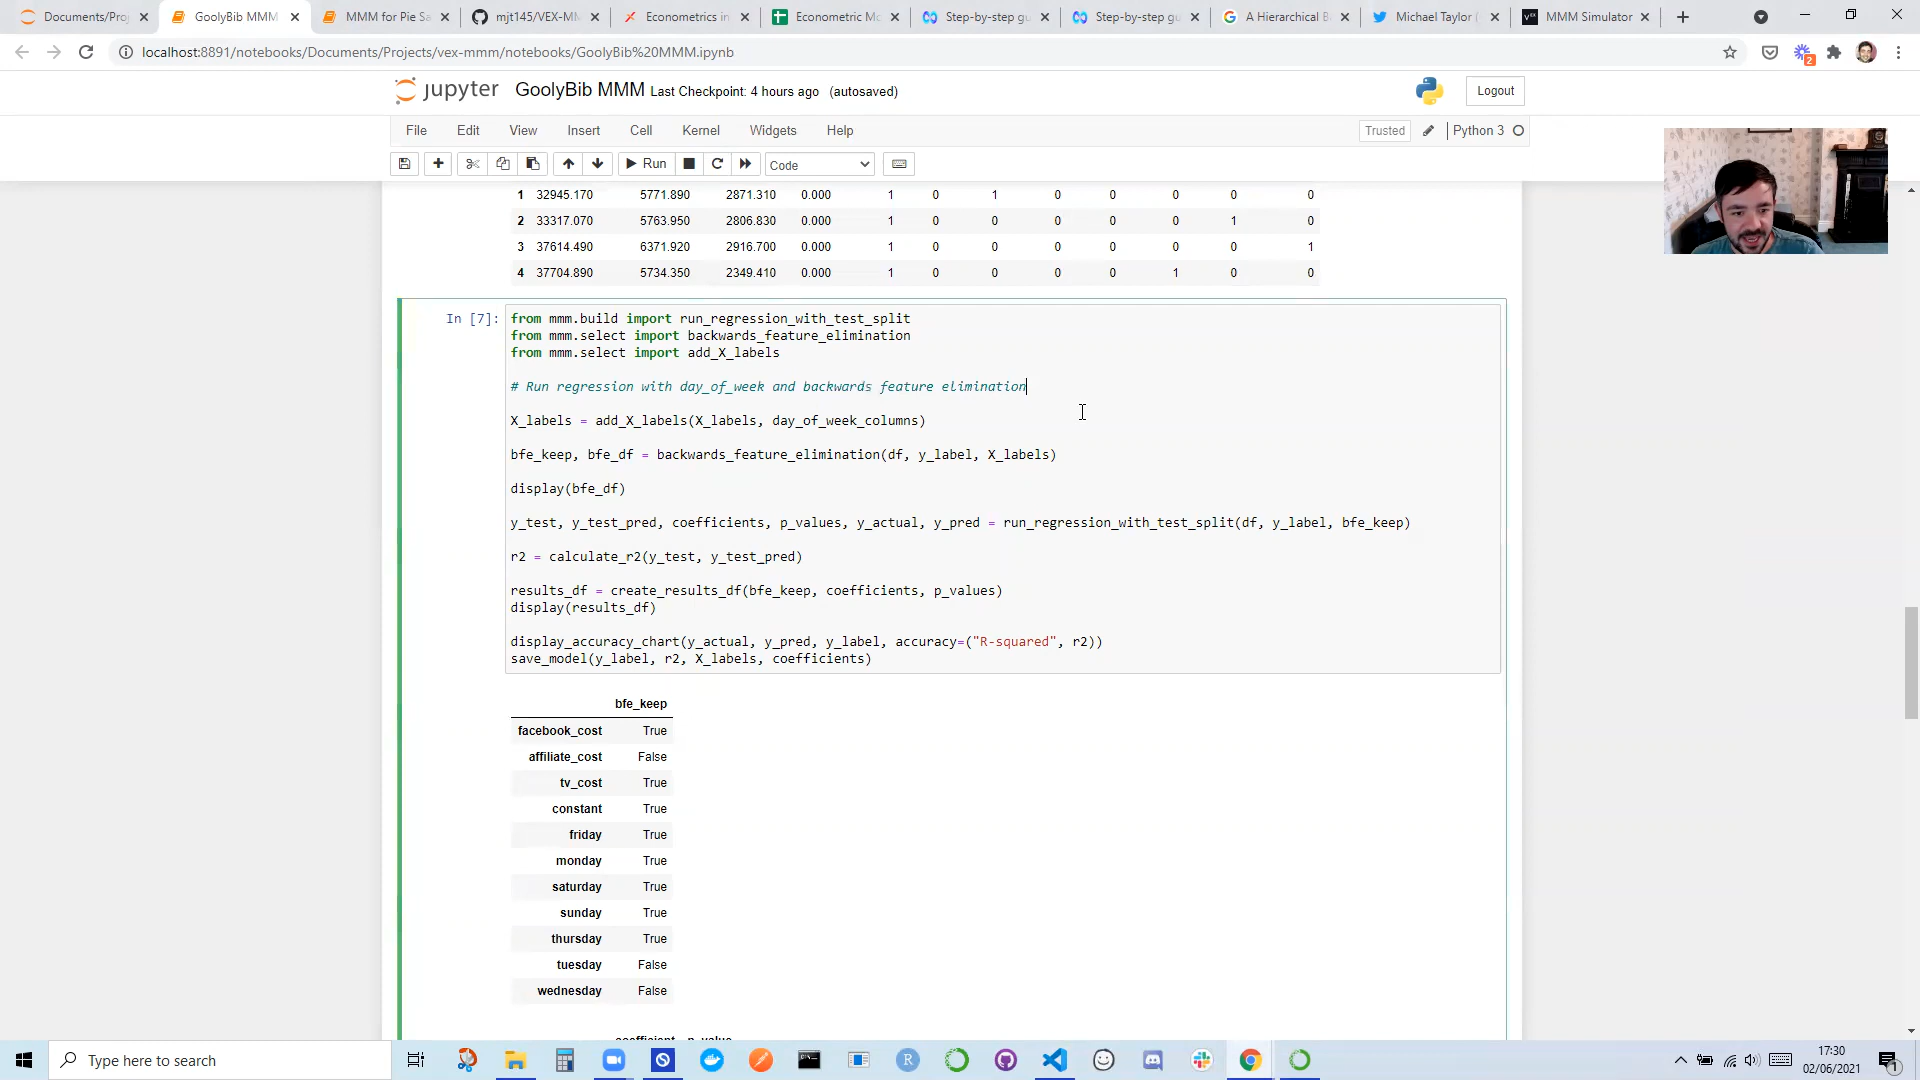 Documents/Proj
GoolyBib MMM
MMM for Pie Sa
mjt145/VEX-MM
Econometrics in
Econometric Mo
Step-by-step gu
Step-by-step gu
A Hierarchical B
Michael Taylor (
MMM Simulator
localhost:8891/notebooks/Documents/Projects/vex-mmm/notebooks/GoolyBib%20MMM.ipynb
2
jupyter GoolyBib MMM Last Checkpoint: 4 hours ago (autosaved)
Logout
File Edit View Insert Cell Kernel Widgets Help
Trusted
Python 3
Run
Code
1 32945.170 5771.890 2871.310 0.000 1 0 1 0 0 0 0 0
2 33317.070 5763.950 2806.830 0.000 1 0 0 0 0 0 1 0
3 37614.490 6371.920 2916.700 0.000 1 0 0 0 0 0 0 1
4 37704.890 5734.350 2349.410 0.000 1 0 0 0 0 1 0 0
In [7]:
from mmm.build import run_regression_with_test_split
from mmm.select import backwards_feature_elimination
from mmm.select import add_X_labels
# Run regression with day_of_week and backwards feature elimination
X_labels = add_X_labels(X_labels, day_of_week_columns)
bfe_keep, bfe_df = backwards_feature_elimination(df, y_label, X_labels)
display(bfe_df)
y_test, y_test_pred, coefficients, p_values, y_actual, y_pred = run_regression_with_test_split(df, y_label, bfe_keep)
r2 = calculate_r2(y_test, y_test_pred)
results_df = create_results_df(bfe_keep, coefficients, p_values)
display(results_df)
display_accuracy_chart(y_actual, y_pred, y_label, accuracy=("R-squared", r2))
save_model(y_label, r2, X_labels, coefficients)
bfe_keep
facebook_cost True
affiliate_cost False
tv_cost True
constant True
friday True
monday True
saturday True
sunday True
thursday True
tuesday False
wednesday False
coefficient p_value
Type here to search
17:30
02/06/2021
1